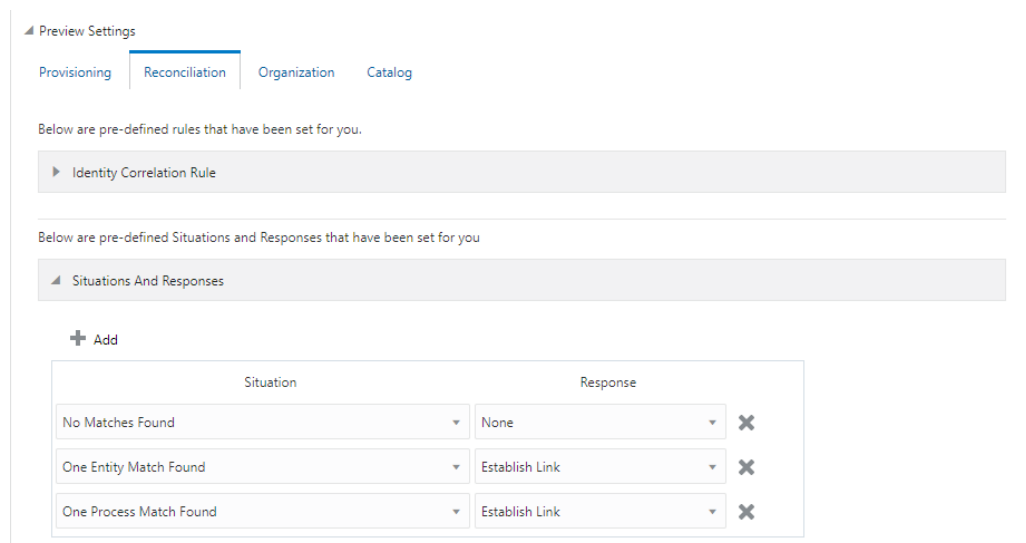 Preview Settings
Provisioning Reconciliation Organization Catalog
Below are pre-defined rules that have been set for you.
Identity Correlation Rule
Below are pre-defined Situations and Responses that have been set for you
Situations And Responses
Add
Situation Response
No Matches Found None
One Entity Match Found Establish Link
One Process Match Found Establish Link